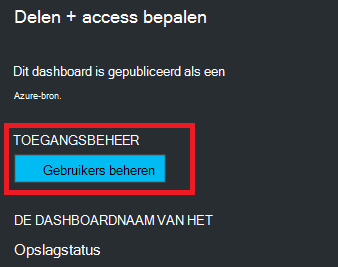 Delen + access bepalen
Dit dashboard is gepubliceerd als een
Azure-bron.
TOEGANGSBEHEER
Gebruikers beheren
DE DASHBOARDNAAM VAN HET
Opslagstatus